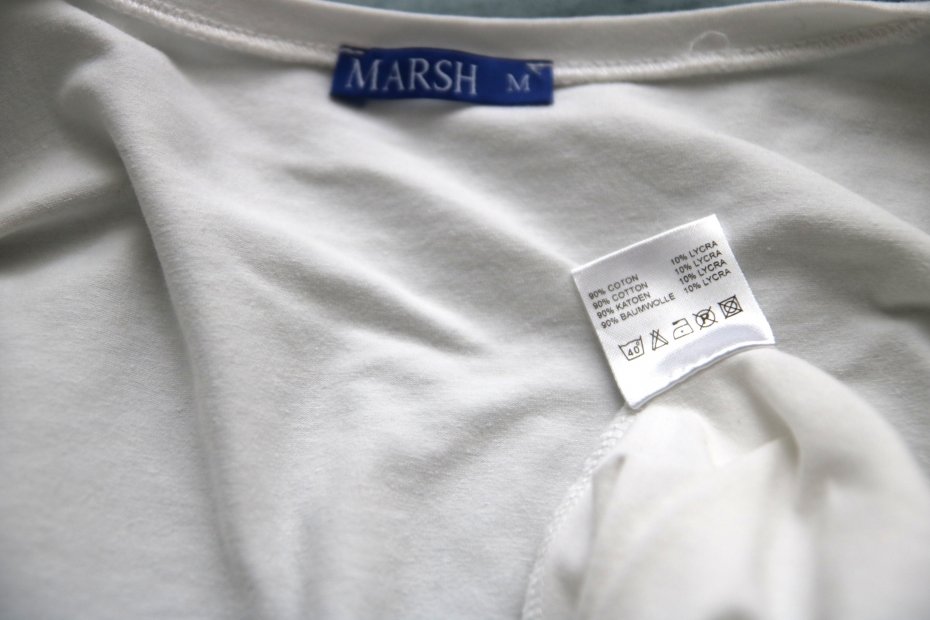 MARSH M
90% COTON 10% LYCRA
90% COTTON 10% LYCRA
90% KATOEN 10% LYCRA
90% BAUMWOLLE 10% LYCRA
40° R